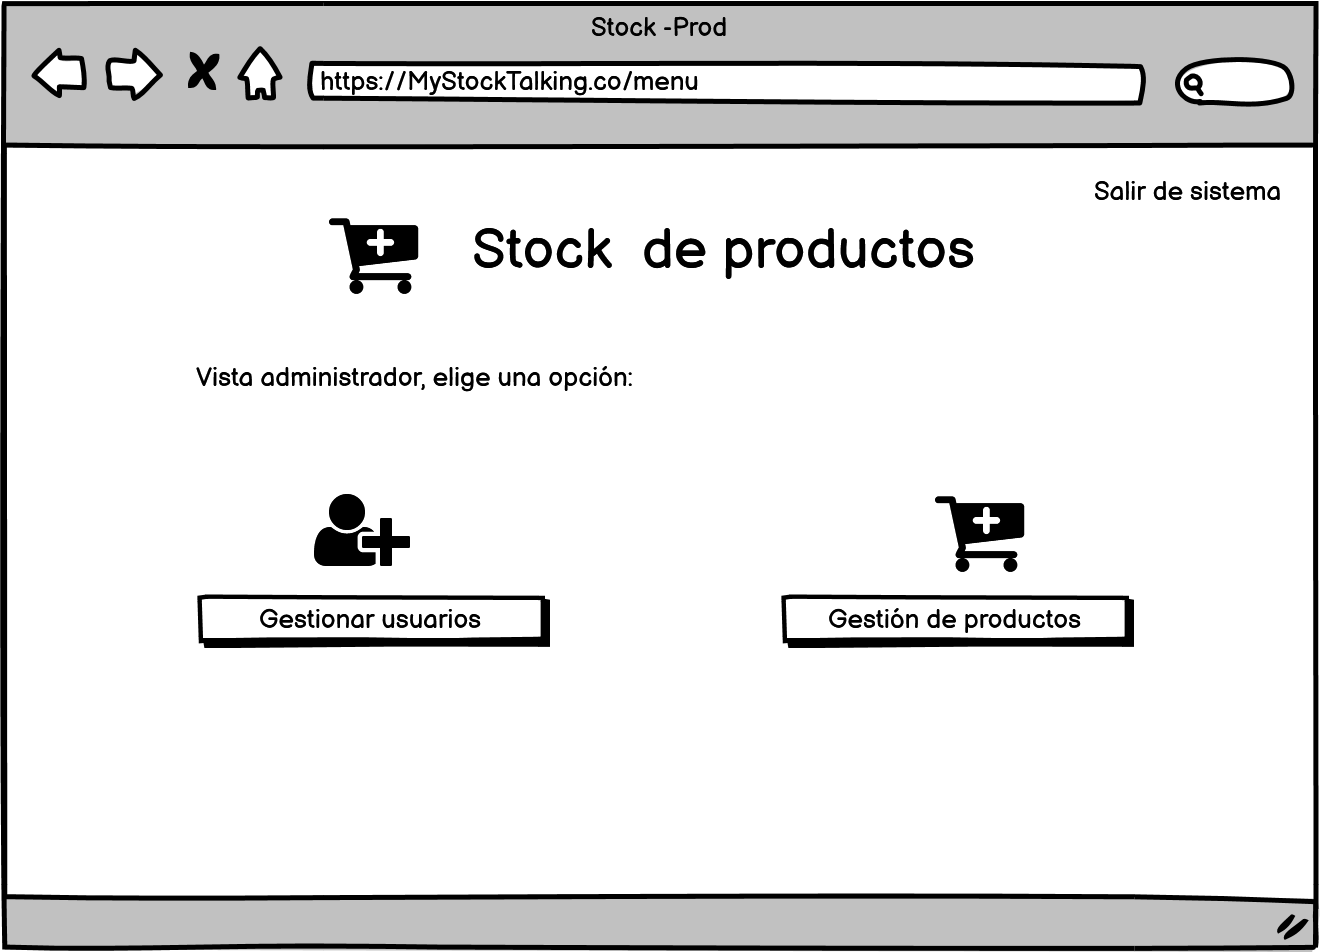 Stock -Prod
https://MyStockTalking.co/menu
Salir de sistema
Stock de productos
Vista administrador, elige una opción:
Gestionar usuarios
Gestión de productos